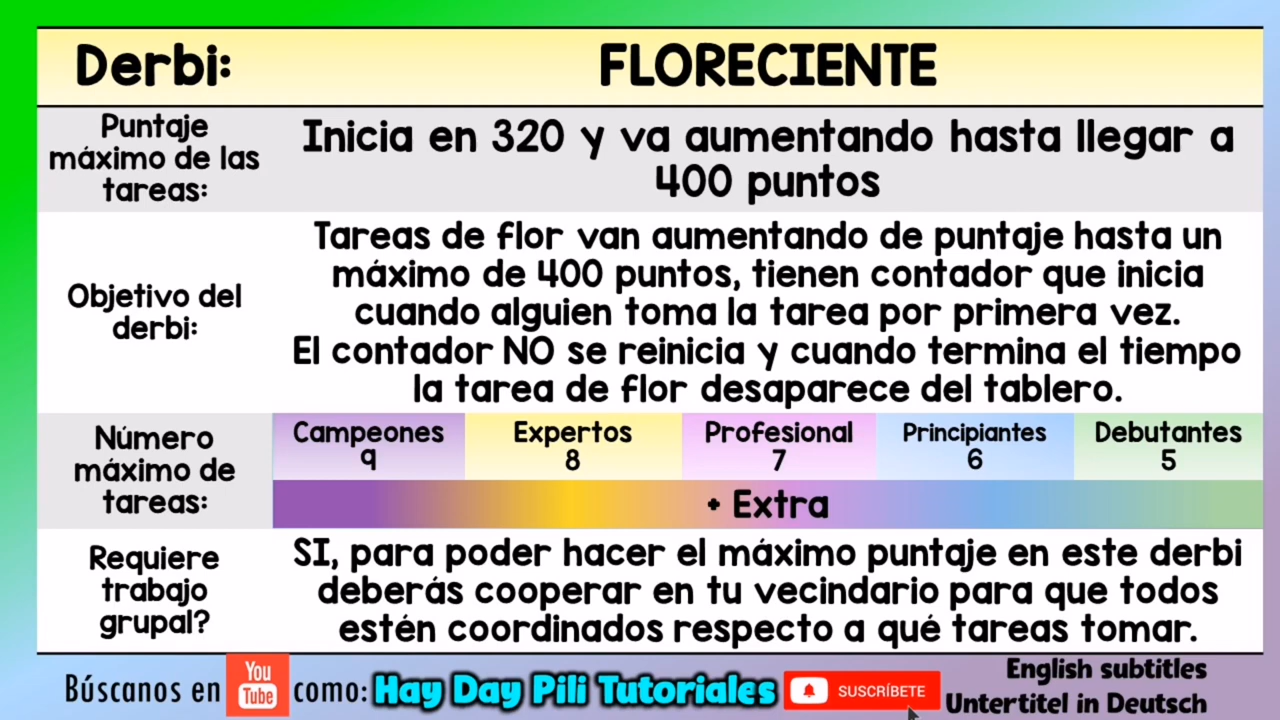 Derbi:
FLORECIENTE
Puntaje
máximo de las
tareas:
Inicia en 320 y va aumentando hasta llegar a
400 puntos
Objetivo del
derbi:
Tareas de flor van aumentando de puntaje hasta un
máximo de 400 puntos, tienen contador que inicia
cuando alguien toma la tarea por primera vez.
El contador NO se reinicia y cuando termina el tiempo
la tarea de flor desaparece del tablero.
Número
máximo de
tareas:
Campeones
9
Expertos
8
Profesional
7
Principiantes
6
Debutantes
5
+ Extra
Requiere
trabajo
grupal?
SI, para poder hacer el máximo puntaje en este derbi
deberás cooperar en tu vecindario para que todos
estén coordinados respecto a qué tareas tomar.
Búscanos en You Tube como: Hay Day Pili Tutoriales
SUSCRÍBETE
English subtitles
Untertitel in Deutsch